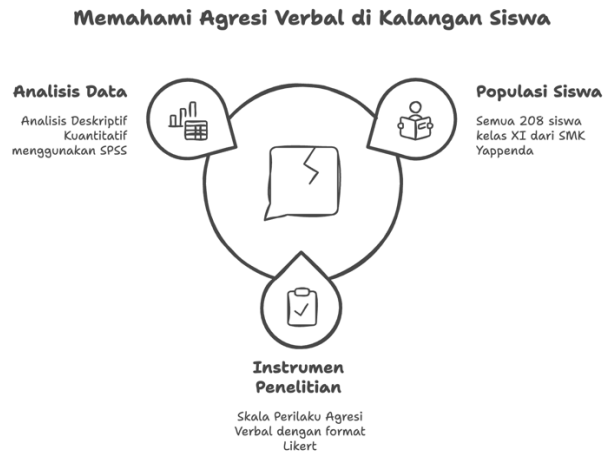 Memahami Agresi Verbal di Kalangan Siswa
Analisis Data
Analisis Deskriptif
Kuantitatif
menggunakan SPSS
Populasi Siswa
Semua 208 siswa
kelas XI dari SMK
Yappenda
Instrumen
Penelitian
Skala Perilaku Agresi
Verbal dengan format
Likert